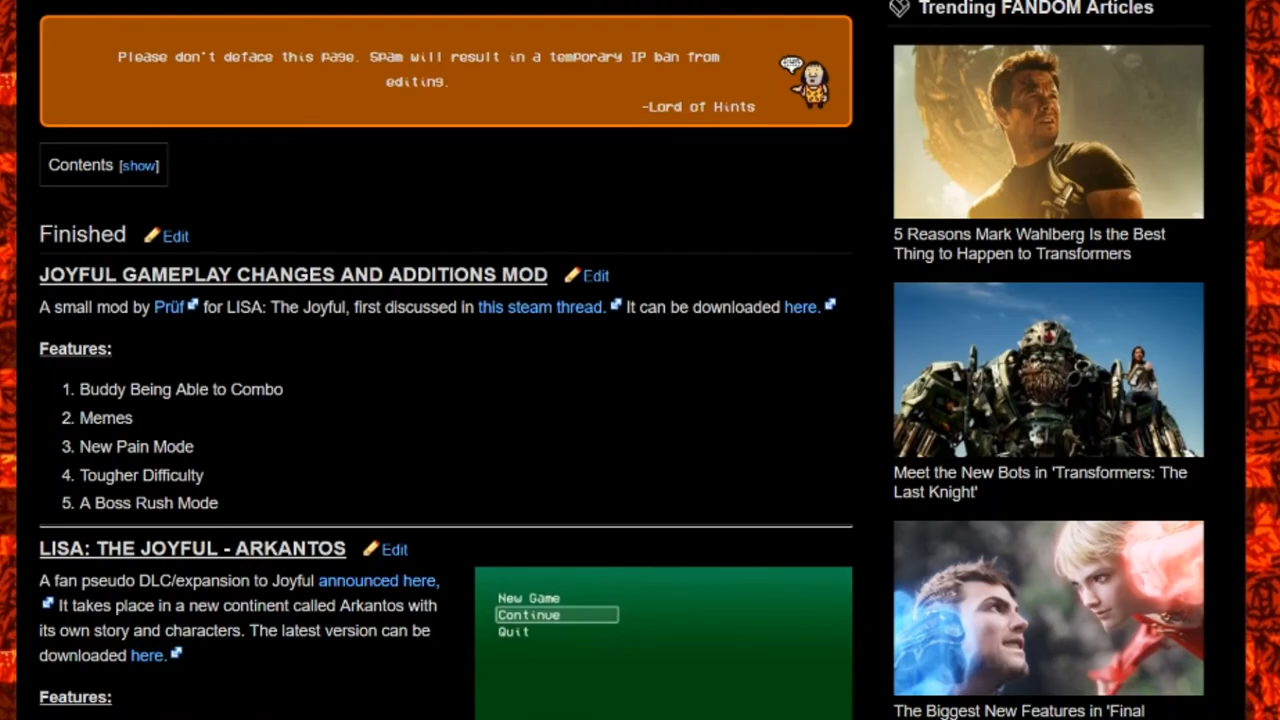 Trending FANDOM Articles
Please don't deface this page. Spam will result in a temporary IP ban from
editing.
-Lord of Hints
Contents [show]
Finished Edit
JOYFUL GAMEPLAY CHANGES AND ADDITIONS MOD Edit
A small mod by Prüf for LISA: The Joyful, first discussed in this steam thread. It can be downloaded here.
Features:
1. Buddy Being Able to Combo
2. Memes
3. New Pain Mode
4. Tougher Difficulty
5. A Boss Rush Mode
LISA: THE JOYFUL - ARKANTOS Edit
A fan pseudo DLC/expansion to Joyful announced here,
It takes place in a new continent called Arkantos with
its own story and characters. The latest version can be
downloaded here.
Features:
New Game
Continue
Quit
5 Reasons Mark Wahlberg Is the Best
Thing to Happen to Transformers
Meet the New Bots in 'Transformers: The
Last Knight'
The Biggest New Features in 'Final